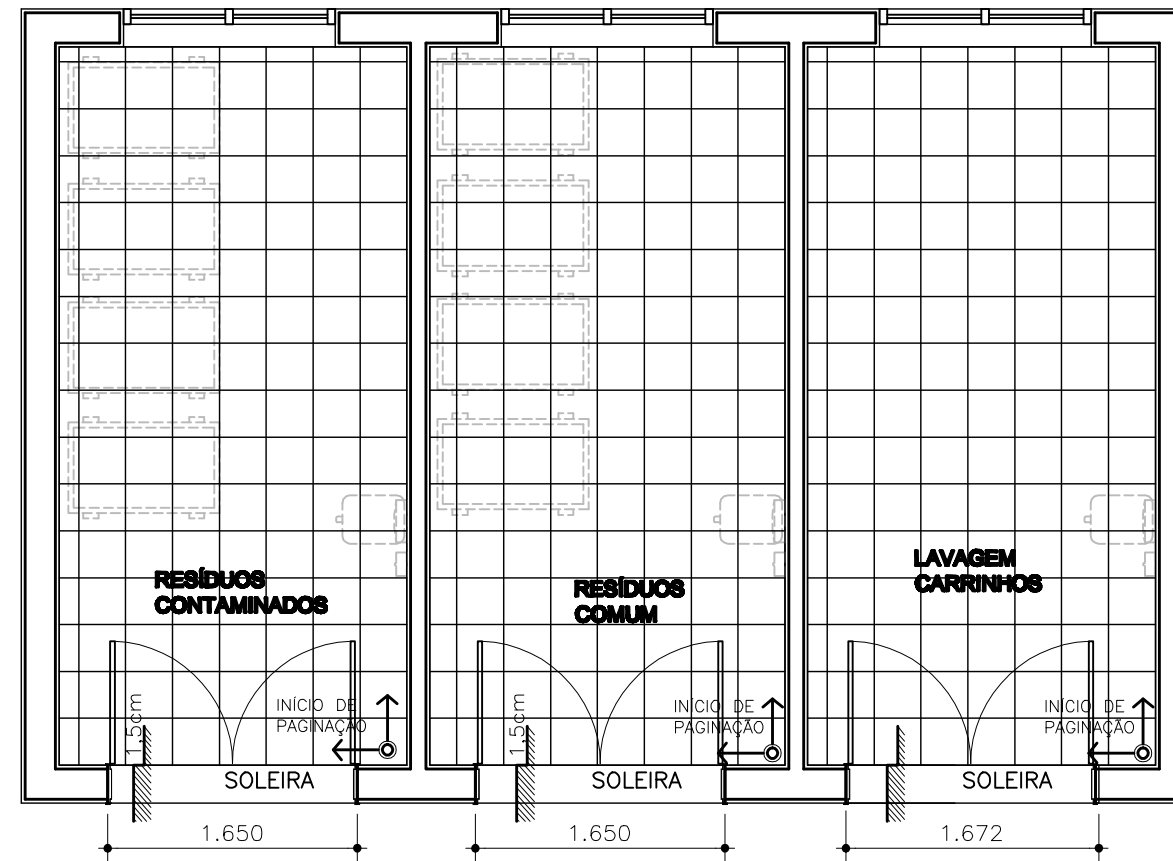 RESÍDUOS
CONTAMINADOS
RESÍDUOS
COMUM
LAVAGEM
CARRINHOS
1,5cm
INÍCIO DE
PAGINAÇÃO
1,5cm
INÍCIO DE
PAGINAÇÃO
INÍCIO DE
PAGINAÇÃO
SOLEIRA
SOLEIRA
SOLEIRA
1.650
1.650
1.672